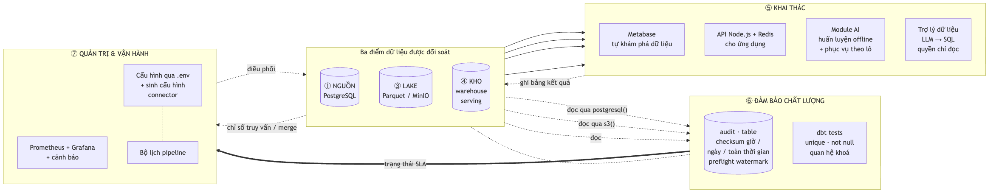 ⑦ QUẢN TRỊ & VẬN HÀNH
Cấu hình qua .env
+ sinh cấu hình
connector
Prometheus + Grafana
+ cảnh báo
Bộ lịch pipeline
điều phối
chỉ số truy vấn / merge
trạng thái SLA
Ba điểm dữ liệu được đối soát
① NGUỒN
PostgreSQL
③ LAKE
Parquet / MinIO
④ KHO
warehouse
serving
ghi bảng kết quả
đọc qua postgresql()
đọc qua s3()
đọc
⑤ KHAI THÁC
Metabase
tự khám phá dữ liệu
API Node.js + Redis
cho ứng dụng
Module AI
huấn luyện offline
+ phục vụ theo lô
Trợ lý dữ liệu
LLM → SQL
quyền chỉ đọc
⑥ ĐẢM BẢO CHẤT LƯỢNG
audit · table
checksum giờ /
ngày / toàn thời gian
preflight watermark
dbt tests
unique · not null
quan hệ khoá